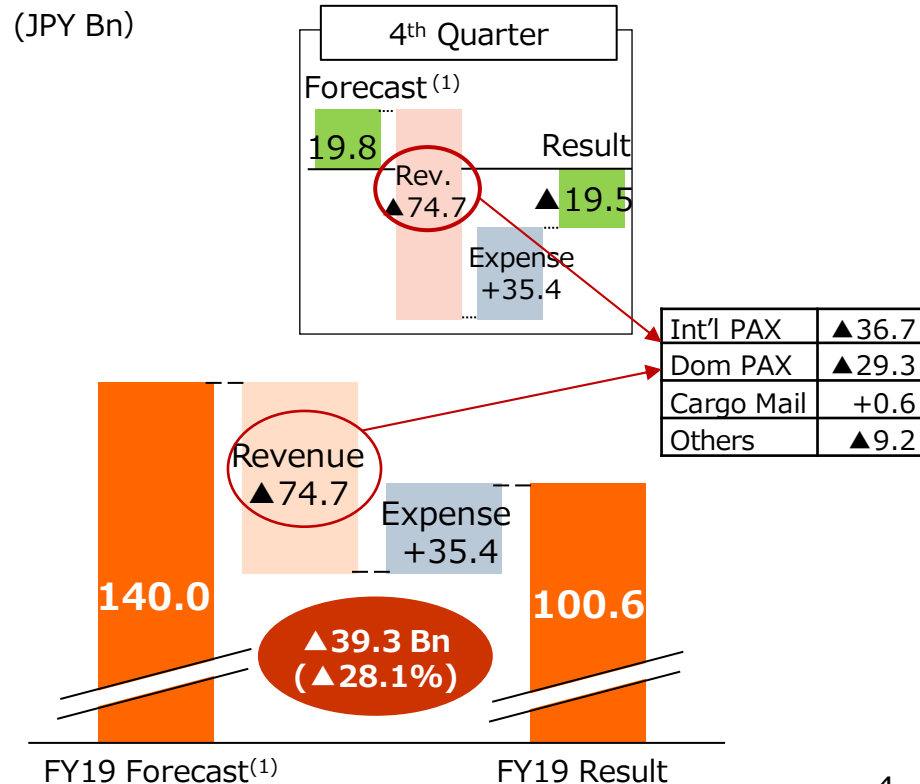 (JPY Bn)
4th Quarter
Forecast(1)
19.8
Result
Rev.
▲74.7
▲19.5
Expense
+35.4
Int'l PAX ▲36.7
Dom PAX ▲29.3
Cargo Mail +0.6
Others ▲9.2
Revenue
▲74.7
Expense
+35.4
140.0
100.6
▲39.3 Bn
(▲28.1%)
FY19 Forecast(1)
FY19 Result